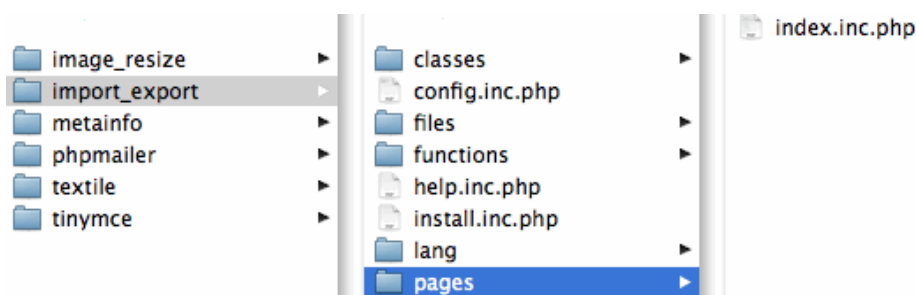 image_resize
import_export
metainfo
phpmailer
textile
tinymce
classes
config.inc.php
files
functions
help.inc.php
install.inc.php
lang
pages
index.inc.php